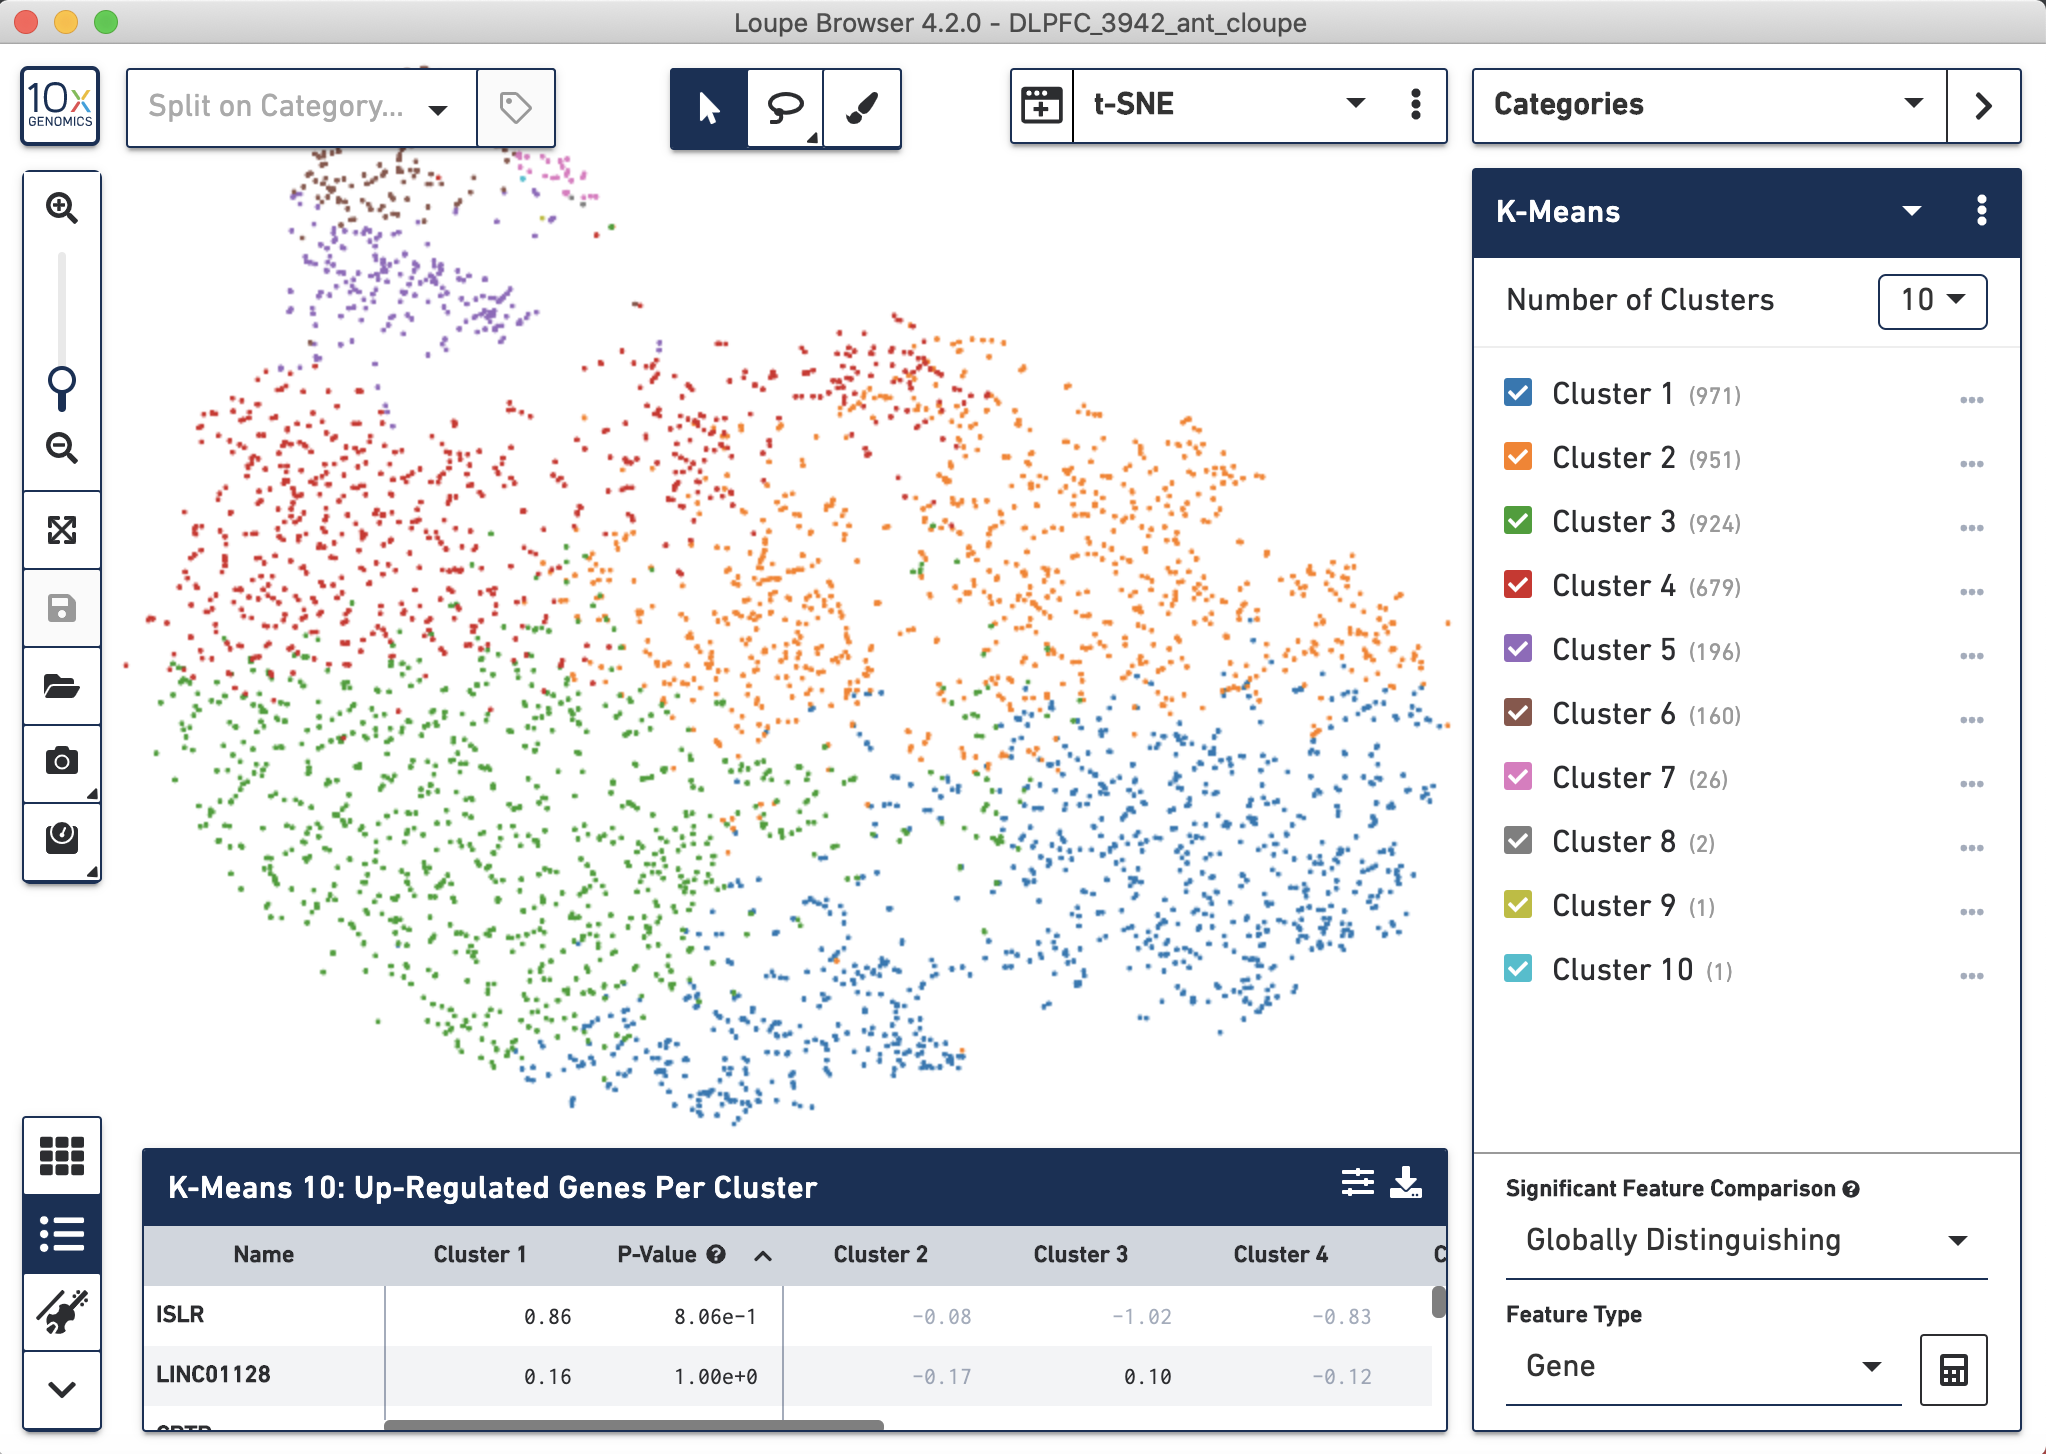 Loupe Browser 4.2.0 - DLPFC_3942_ant_cloupe
10x
GENOMICS
Split on Category...
t-SNE
Categories
K-Means
Number of Clusters
10
Cluster 1 (971)
Cluster 2 (951)
Cluster 3 (924)
Cluster 4 (679)
Cluster 5 (196)
Cluster 6 (160)
Cluster 7 (26)
Cluster 8 (2)
Cluster 9 (1)
Cluster 10 (1)
Significant Feature Comparison
Globally Distinguishing
Feature Type
Gene
K-Means 10: Up-Regulated Genes Per Cluster
Name Cluster 1 P-Value Cluster 2 Cluster 3 Cluster 4 C
ISLR 0.86 8.06e-1 -0.08 -1.02 -0.83
LINC01128 0.16 1.00e+0 -0.17 0.10 -0.12